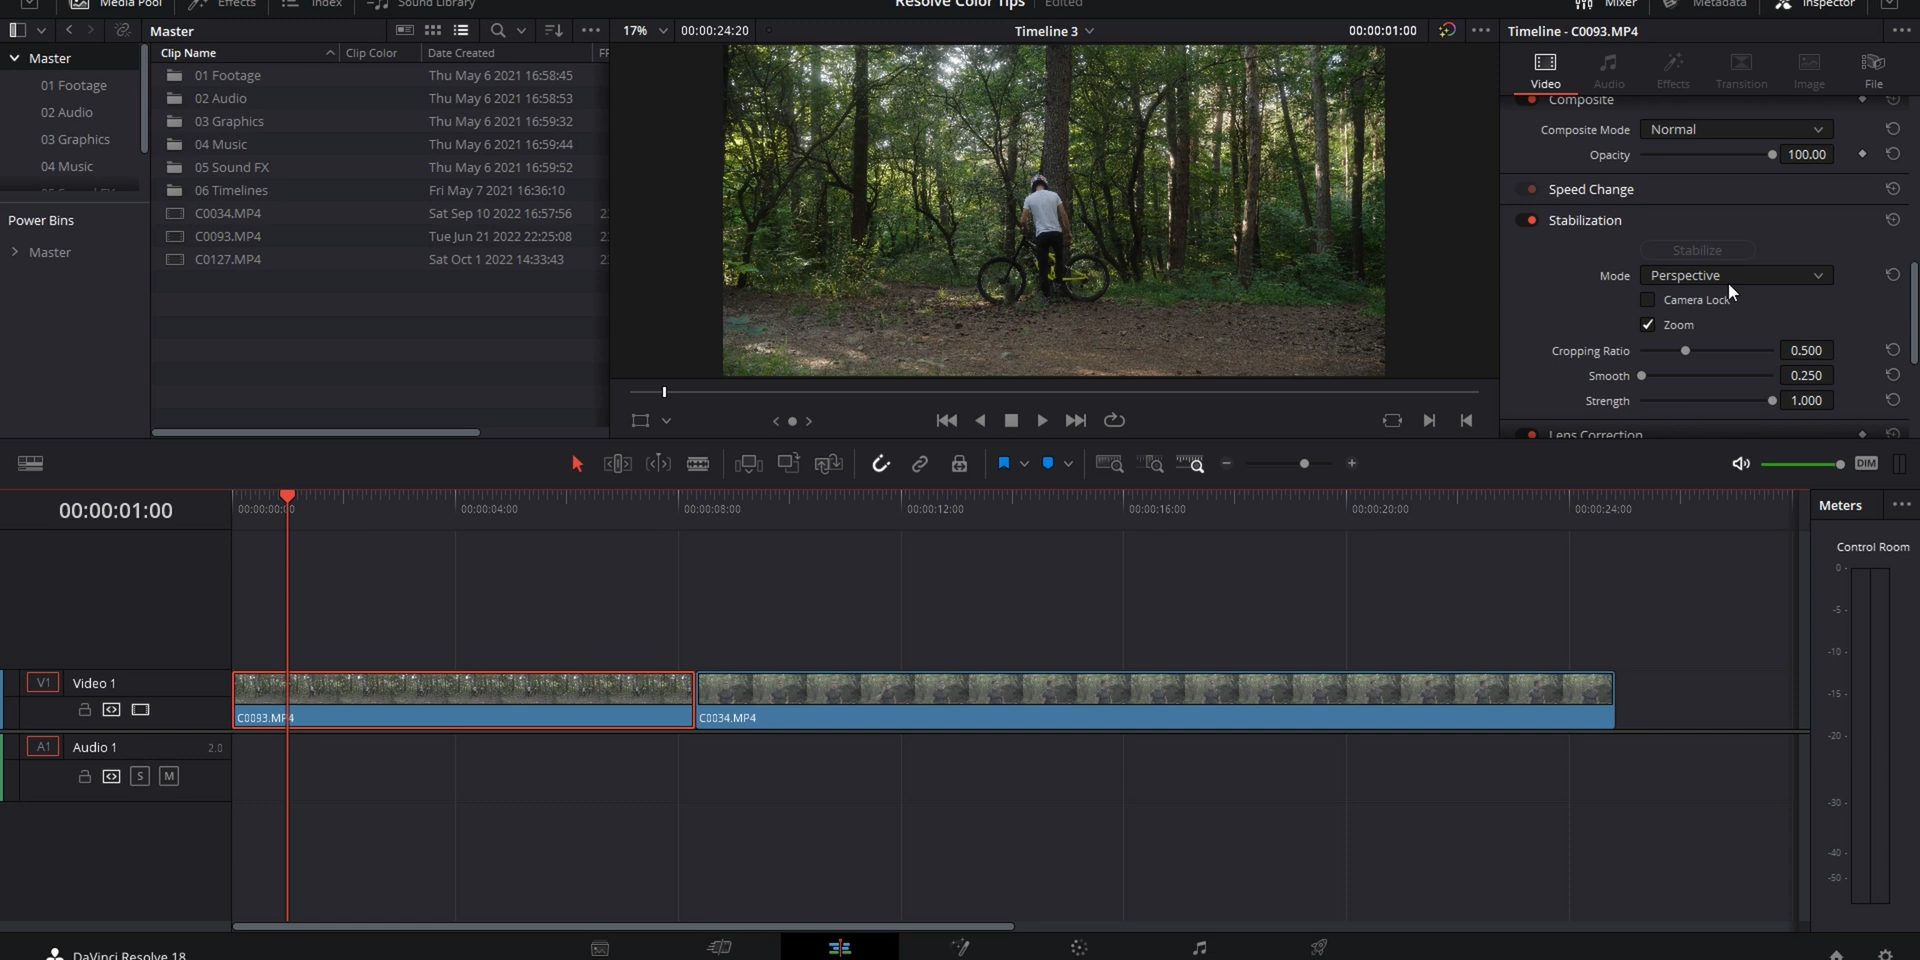 Media Pool
Effects
Index
Sound Library
Resolve Color Tips
Edited
Mixer
Metadata
Inspector
Master
17%
00:00:24:20
Timeline 3
00:00:01:00
Timeline - C0093.MP4
Master
01 Footage
02 Audio
03 Graphics
04 Music
Power Bins
Master
Clip Name
Clip Color
Date Created
01 Footage
Thu May 6 2021 16:58:45
02 Audio
Thu May 6 2021 16:58:53
03 Graphics
Thu May 6 2021 16:59:32
04 Music
Thu May 6 2021 16:59:44
05 Sound FX
Thu May 6 2021 16:59:52
06 Timelines
Fri May 7 2021 16:36:10
C0034.MP4
Sat Sep 10 2022 16:57:56
C0093.MP4
Tue Jun 21 2022 22:25:08
C0127.MP4
Sat Oct 1 2022 14:33:43
Video
Audio
Effects
Transition
Image
File
Composite
Composite Mode
Normal
Opacity
100.00
Speed Change
Stabilization
Stabilize
Mode
Perspective
Camera Lock
Zoom
Cropping Ratio
0.500
Smooth
0.250
Strength
1.000
Lens Correction
DIM
00:00:01:00
00:00:00:00
00:00:04:00
00:00:08:00
00:00:12:00
00:00:16:00
00:00:20:00
00:00:24:00
Meters
Control Room
0
-5
-10
-15
-20
-30
-40
-50
V1
Video 1
C0093.MP4
C0034.MP4
A1
Audio 1
2.0
S
M
DaVinci Resolve 18